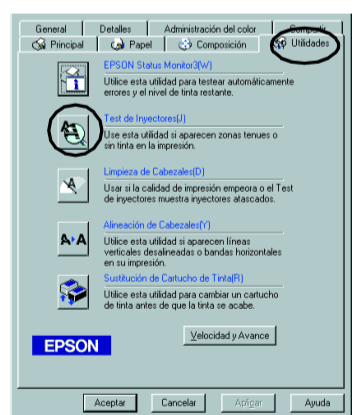 General Detalles Administración del color Compartir
Principal Papel Composición Utilidades
EPSON Status Monitor3(W)
Utilice esta utilidad para testear automáticamente
errores y el nivel de tinta restante.
Test de Inyectores(J)
Use esta utilidad si aparecen zonas tenues o
sin tinta en la impresión.
Limpieza de Cabezales(D)
Usar si la calidad de impresión empeora o el Test
de inyectores muestra inyectores atascados.
Alineación de Cabezales(Y)
Utilice esta utilidad si aparecen líneas
verticales desalineadas o bandas horizontales
en su impresión.
Sustitución de Cartucho de Tinta(R)
Utilice esta utilidad para cambiar un cartucho
de tinta antes de que la tinta se acabe.
EPSON
Velocidad y Avance
Aceptar Cancelar Aplicar Ayuda